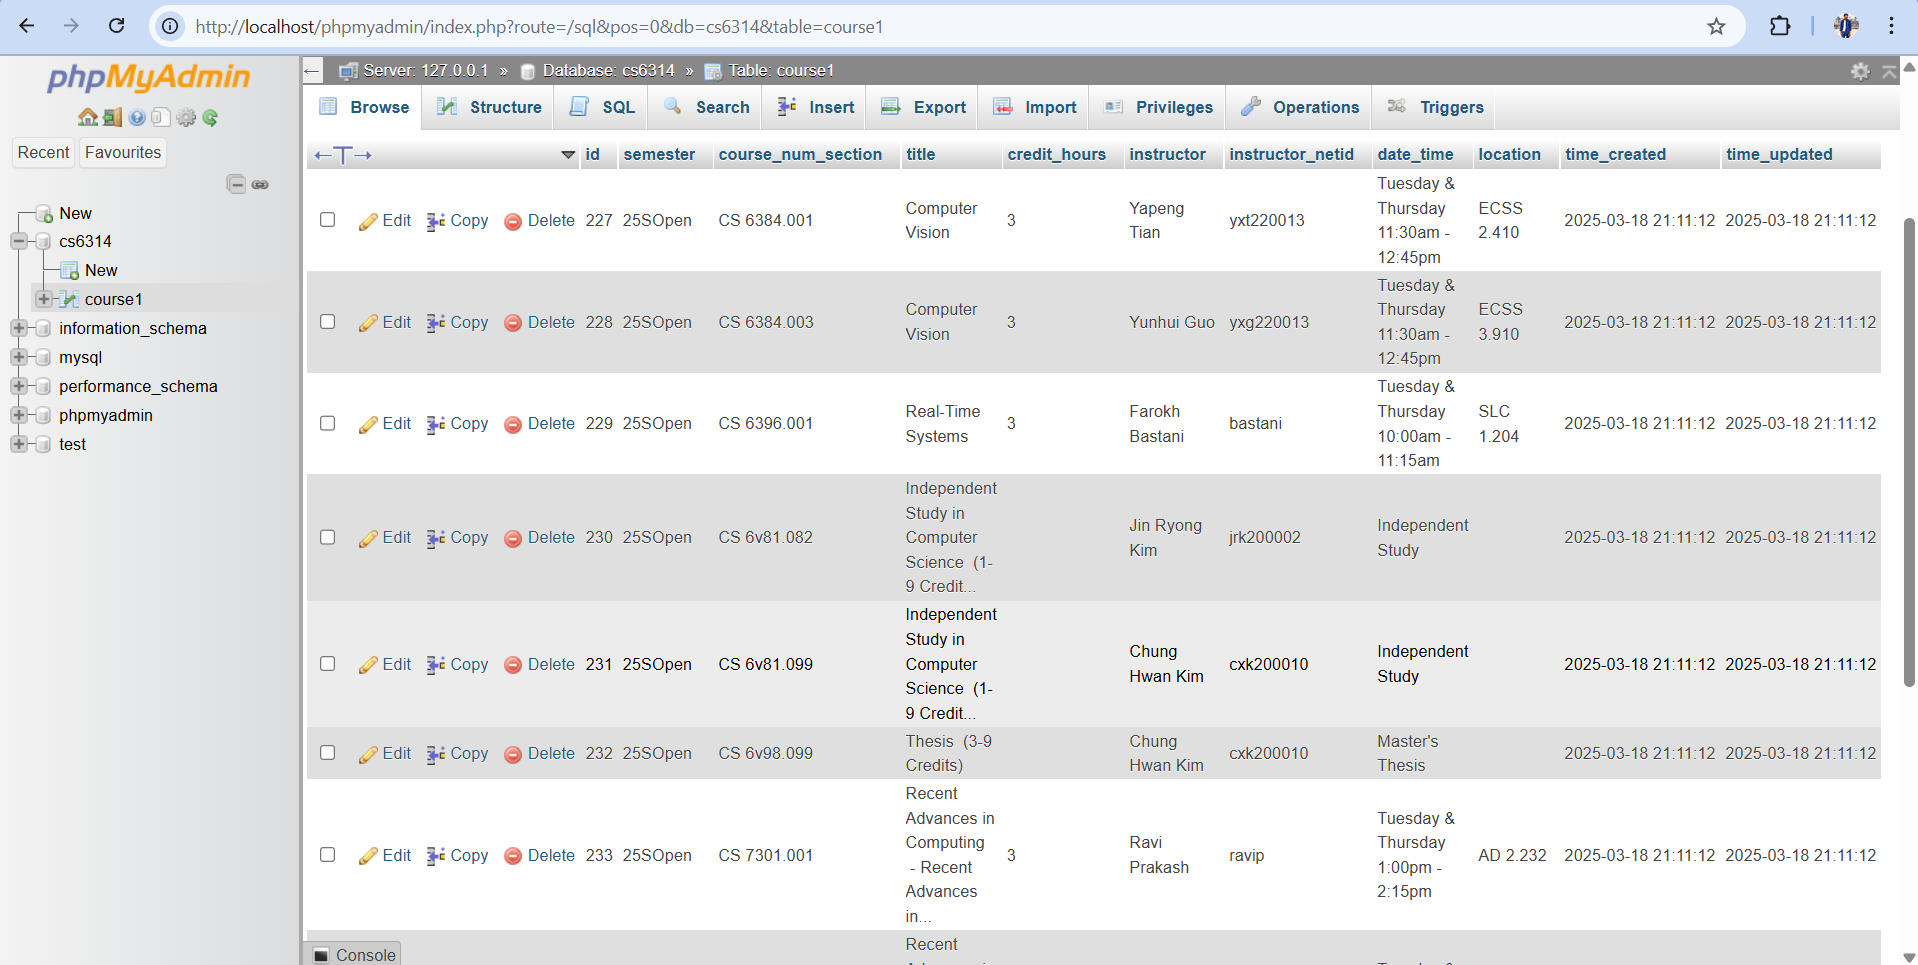 http://localhost/phpmyadmin/index.php?route=/sql&pos=0&db=cs6314&table=course1
phpMyAdmin
Recent Favourites
New
cs6314
New
course1
information_schema
mysql
performance_schema
phpmyadmin
test
Server: 127.0.0.1 » Database: cs6314 » Table: course1
Browse Structure SQL Search Insert Export Import Privileges Operations Triggers
←T→ id semester course_num_section title credit_hours instructor instructor_netid date_time location time_created time_updated
Edit Copy Delete 227 25SOpen CS 6384.001
Computer
Vision
3
Yapeng
Tian
yxt220013
Tuesday &
Thursday
11:30am -
12:45pm
ECSS
2.410
2025-03-18 21:11:12 2025-03-18 21:11:12
Edit Copy Delete 228 25SOpen CS 6384.003
Computer
Vision
3
Yunhui Guo
yxg220013
Tuesday &
Thursday
11:30am -
12:45pm
ECSS
3.910
2025-03-18 21:11:12 2025-03-18 21:11:12
Edit Copy Delete 229 25SOpen CS 6396.001
Real-Time
Systems
3
Farokh
Bastani
bastani
Tuesday &
Thursday
10:00am -
11:15am
SLC
1.204
2025-03-18 21:11:12 2025-03-18 21:11:12
Edit Copy Delete 230 25SOpen CS 6v81.082
Independent
Study in
Computer
Science (1-
9 Credit...
Jin Ryong
Kim
jrk200002
Independent
Study
2025-03-18 21:11:12 2025-03-18 21:11:12
Edit Copy Delete 231 25SOpen CS 6v81.099
Independent
Study in
Computer
Science (1-
9 Credit...
Chung
Hwan Kim
cxk200010
Independent
Study
2025-03-18 21:11:12 2025-03-18 21:11:12
Edit Copy Delete 232 25SOpen CS 6v98.099
Thesis (3-9
Credits)
Chung
Hwan Kim
cxk200010
Master's
Thesis
2025-03-18 21:11:12 2025-03-18 21:11:12
Edit Copy Delete 233 25SOpen CS 7301.001
Recent
Advances in
Computing
- Recent
Advances
in...
3
Ravi
Prakash
ravip
Tuesday &
Thursday
1:00pm -
2:15pm
AD 2.232
2025-03-18 21:11:12 2025-03-18 21:11:12
Recent
Console